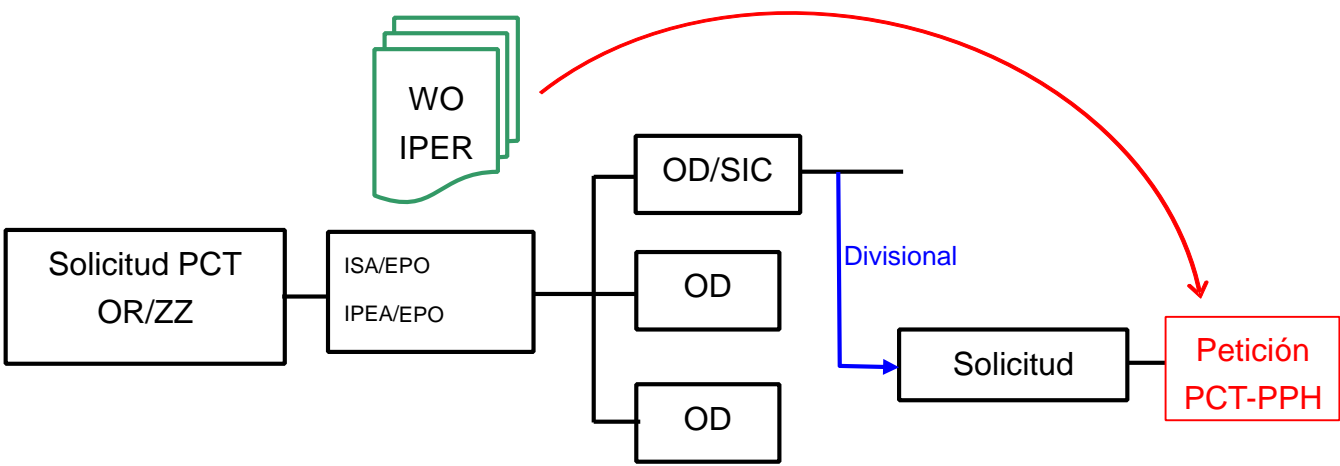 WO
IPER
OD/SIC
Solicitud PCT
OR/ZZ
ISA/EPO
IPEA/EPO
OD
Divisional
OD
Solicitud
Petición
PCT-PPH